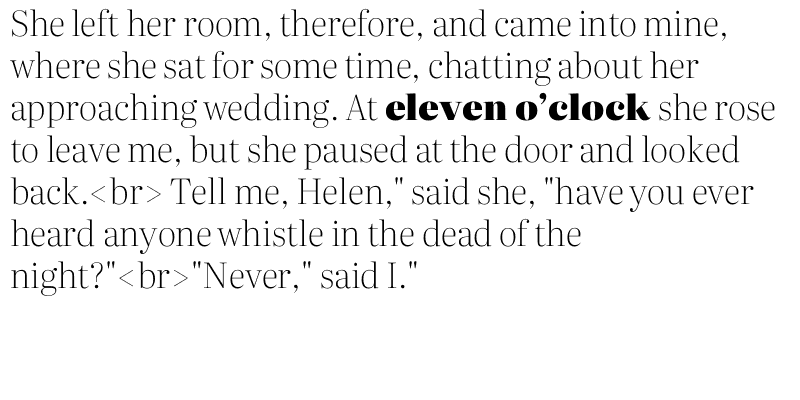 She left her room, therefore, and came into mine,
where she sat for some time, chatting about her
approaching wedding. At eleven o’clock she rose
to leave me, but she paused at the door and looked
back.<br> Tell me, Helen," said she, "have you ever
heard anyone whistle in the dead of the
night?"<br>"Never," said I."